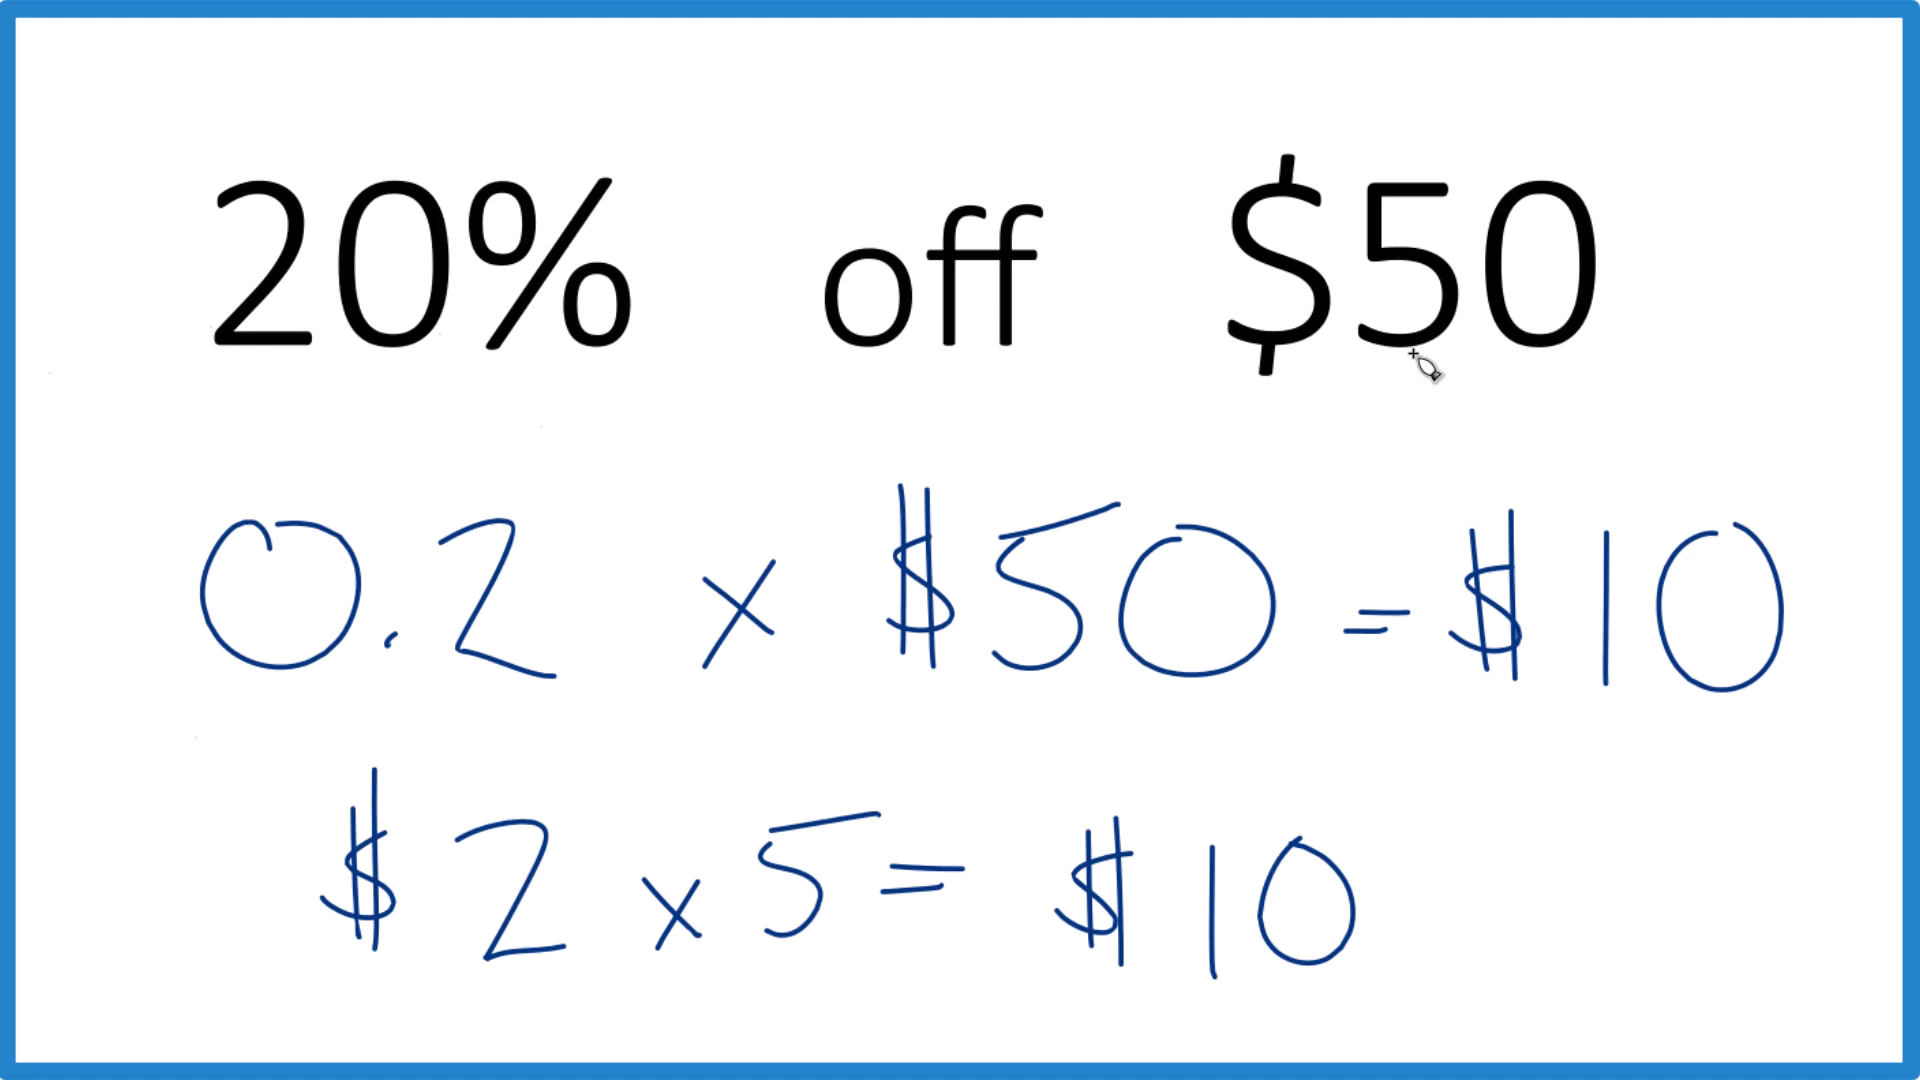 20% off $50
0.2 x $50 = $10
$2 x 5 = $10